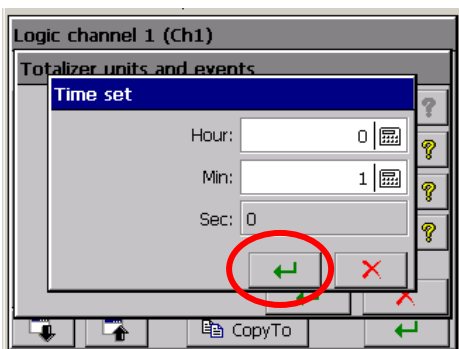 Logic channel 1 (Ch1)
Totalizer units and events
Time set
?
Hour: 0
?
Min: 1
?
Sec: 0
?
CopyTo